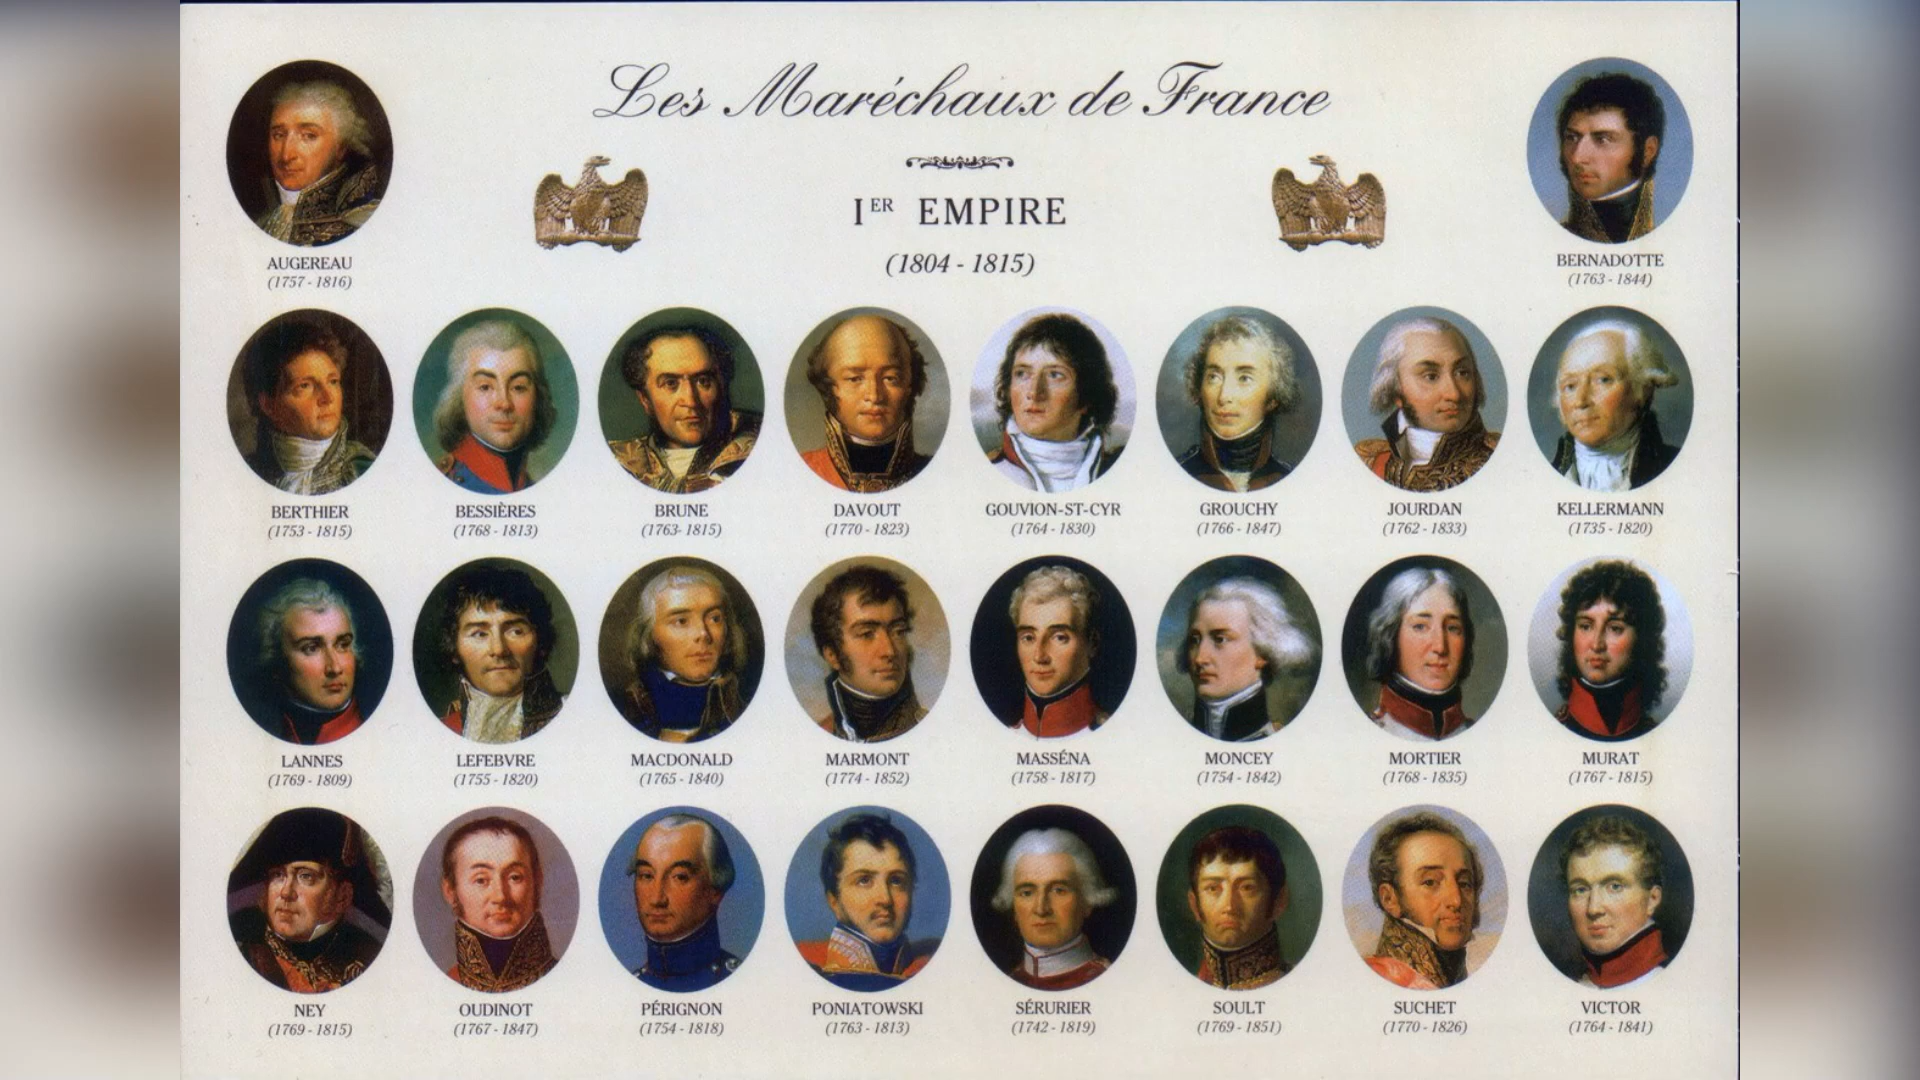 Les Maréchaux de France
IER EMPIRE
(1804 - 1815)
AUGEREAU
(1757 - 1816)
BERNADOTTE
(1763 - 1844)
BERTHIER
(1753 - 1815)
BESSIÈRES
(1768 - 1813)
BRUNE
(1763- 1815)
DAVOUT
(1770 - 1823)
GOUVION-ST-CYR
(1764 - 1830)
GROUCHY
(1766 - 1847)
JOURDAN
(1762 - 1833)
KELLERMANN
(1735 - 1820)
LANNES
(1769 - 1809)
LEFEBVRE
(1755 - 1820)
MACDONALD
(1765 - 1840)
MARMONT
(1774 - 1852)
MASSÉNA
(1758 - 1817)
MONCEY
(1754 - 1842)
MORTIER
(1768 - 1835)
MURAT
(1767 - 1815)
NEY
(1769 - 1815)
OUDINOT
(1767 - 1847)
PÉRIGNON
(1754 - 1818)
PONIATOWSKI
(1763 - 1813)
SÉRURIER
(1742 - 1819)
SOULT
(1769 - 1851)
SUCHET
(1770 - 1826)
VICTOR
(1764 - 1841)